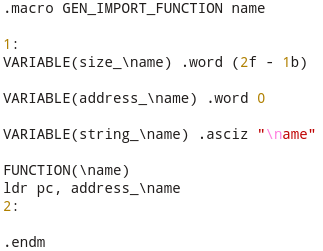 .macro GEN_IMPORT_FUNCTION name
1:
VARIABLE(size_\name) .word (2f - 1b)
VARIABLE(address_\name) .word 0
VARIABLE(string_\name) .asciz "\name"
FUNCTION(\name)
ldr pc, address_\name
2:
.endm